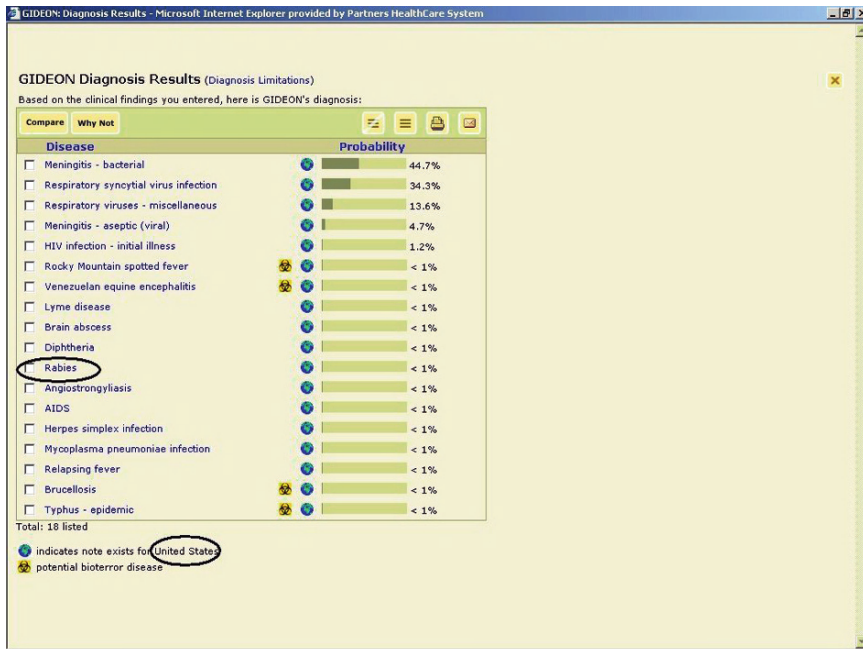 GIDEON: Diagnosis Results - Microsoft Internet Explorer provided by Partners HealthCare System
GIDEON Diagnosis Results (Diagnosis Limitations)
Based on the clinical findings you entered, here is GIDEON's diagnosis:
Compare Why Not
Disease Probability
Meningitis - bacterial 44.7%
Respiratory syncytial virus infection 34.3%
Respiratory viruses - miscellaneous 13.6%
Meningitis - aseptic (viral) 4.7%
HIV infection - initial illness 1.2%
Rocky Mountain spotted fever < 1%
Venezuelan equine encephalitis < 1%
Lyme disease < 1%
Brain abscess < 1%
Diphtheria < 1%
Rabies < 1%
Angiostrongyliasis < 1%
AIDS < 1%
Herpes simplex infection < 1%
Mycoplasma pneumoniae infection < 1%
Relapsing fever < 1%
Brucellosis < 1%
Typhus - epidemic < 1%
Total: 18 listed
indicates note exists for United States
potential bioterror disease